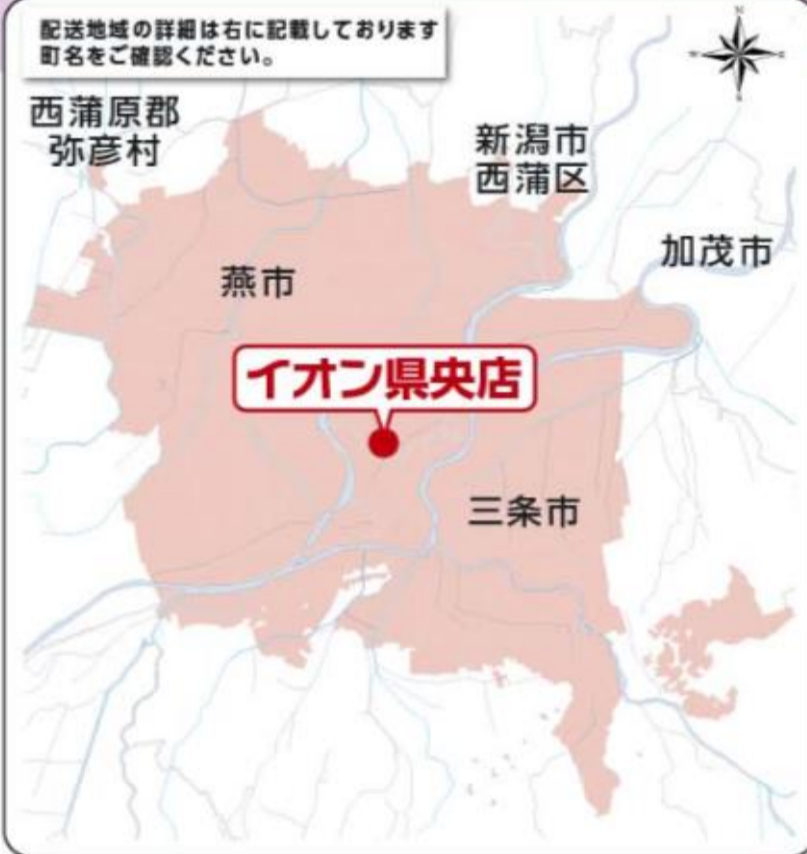 配送地域の詳細は右に記載しております
町名をご確認ください。
西蒲原郡
弥彦村
新潟市
西蒲区
加茂市
燕市
イオン県央店
三条市